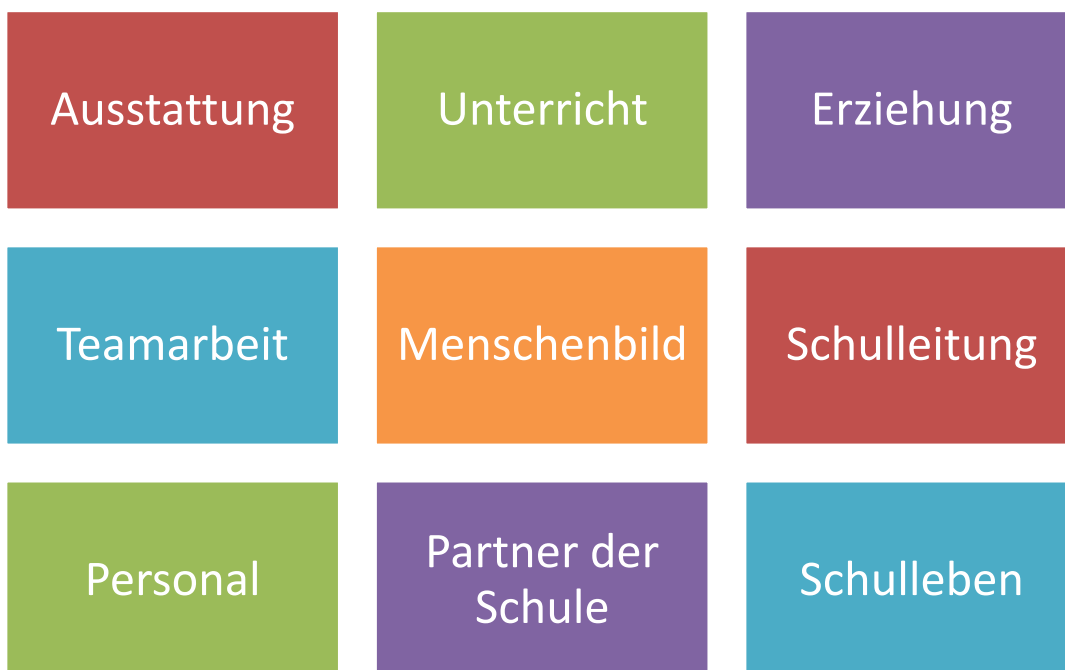 Ausstattung
Unterricht
Erziehung
Teamarbeit
Menschenbild
Schulleitung
Personal
Partner der
Schule
Schulleben